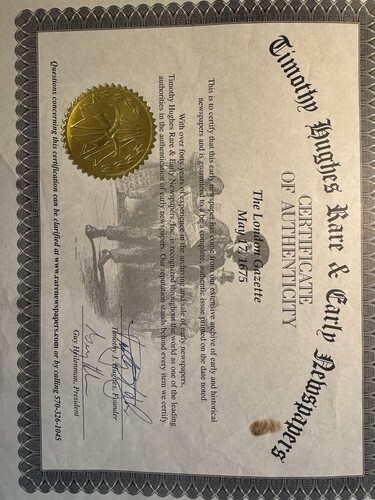 Timothy Hughes Rare & Early Newspapers
CERTIFICATE
OF AUTHENTICITY
The London Gazette
May 17, 1675
This is to certify that this early newspaper has come from our extensive archive of early and historical
newspapers and is guaranteed to be a complete, authentic issue printed on the date noted.
With over forty years of experience in the archiving and sale of early newspapers,
Timothy Hughes Rare & Early Newspapers, Inc. is recognized throughout the world as one of the leading
authorities in the authentication of early newspapers. Our reputation stands behind every item we certify.
Timothy J. Hughes, Founder
Guy Heilenman, President
Questions concerning this certification can be clarified at www.rarenewspapers.com or by calling 570-326-1045